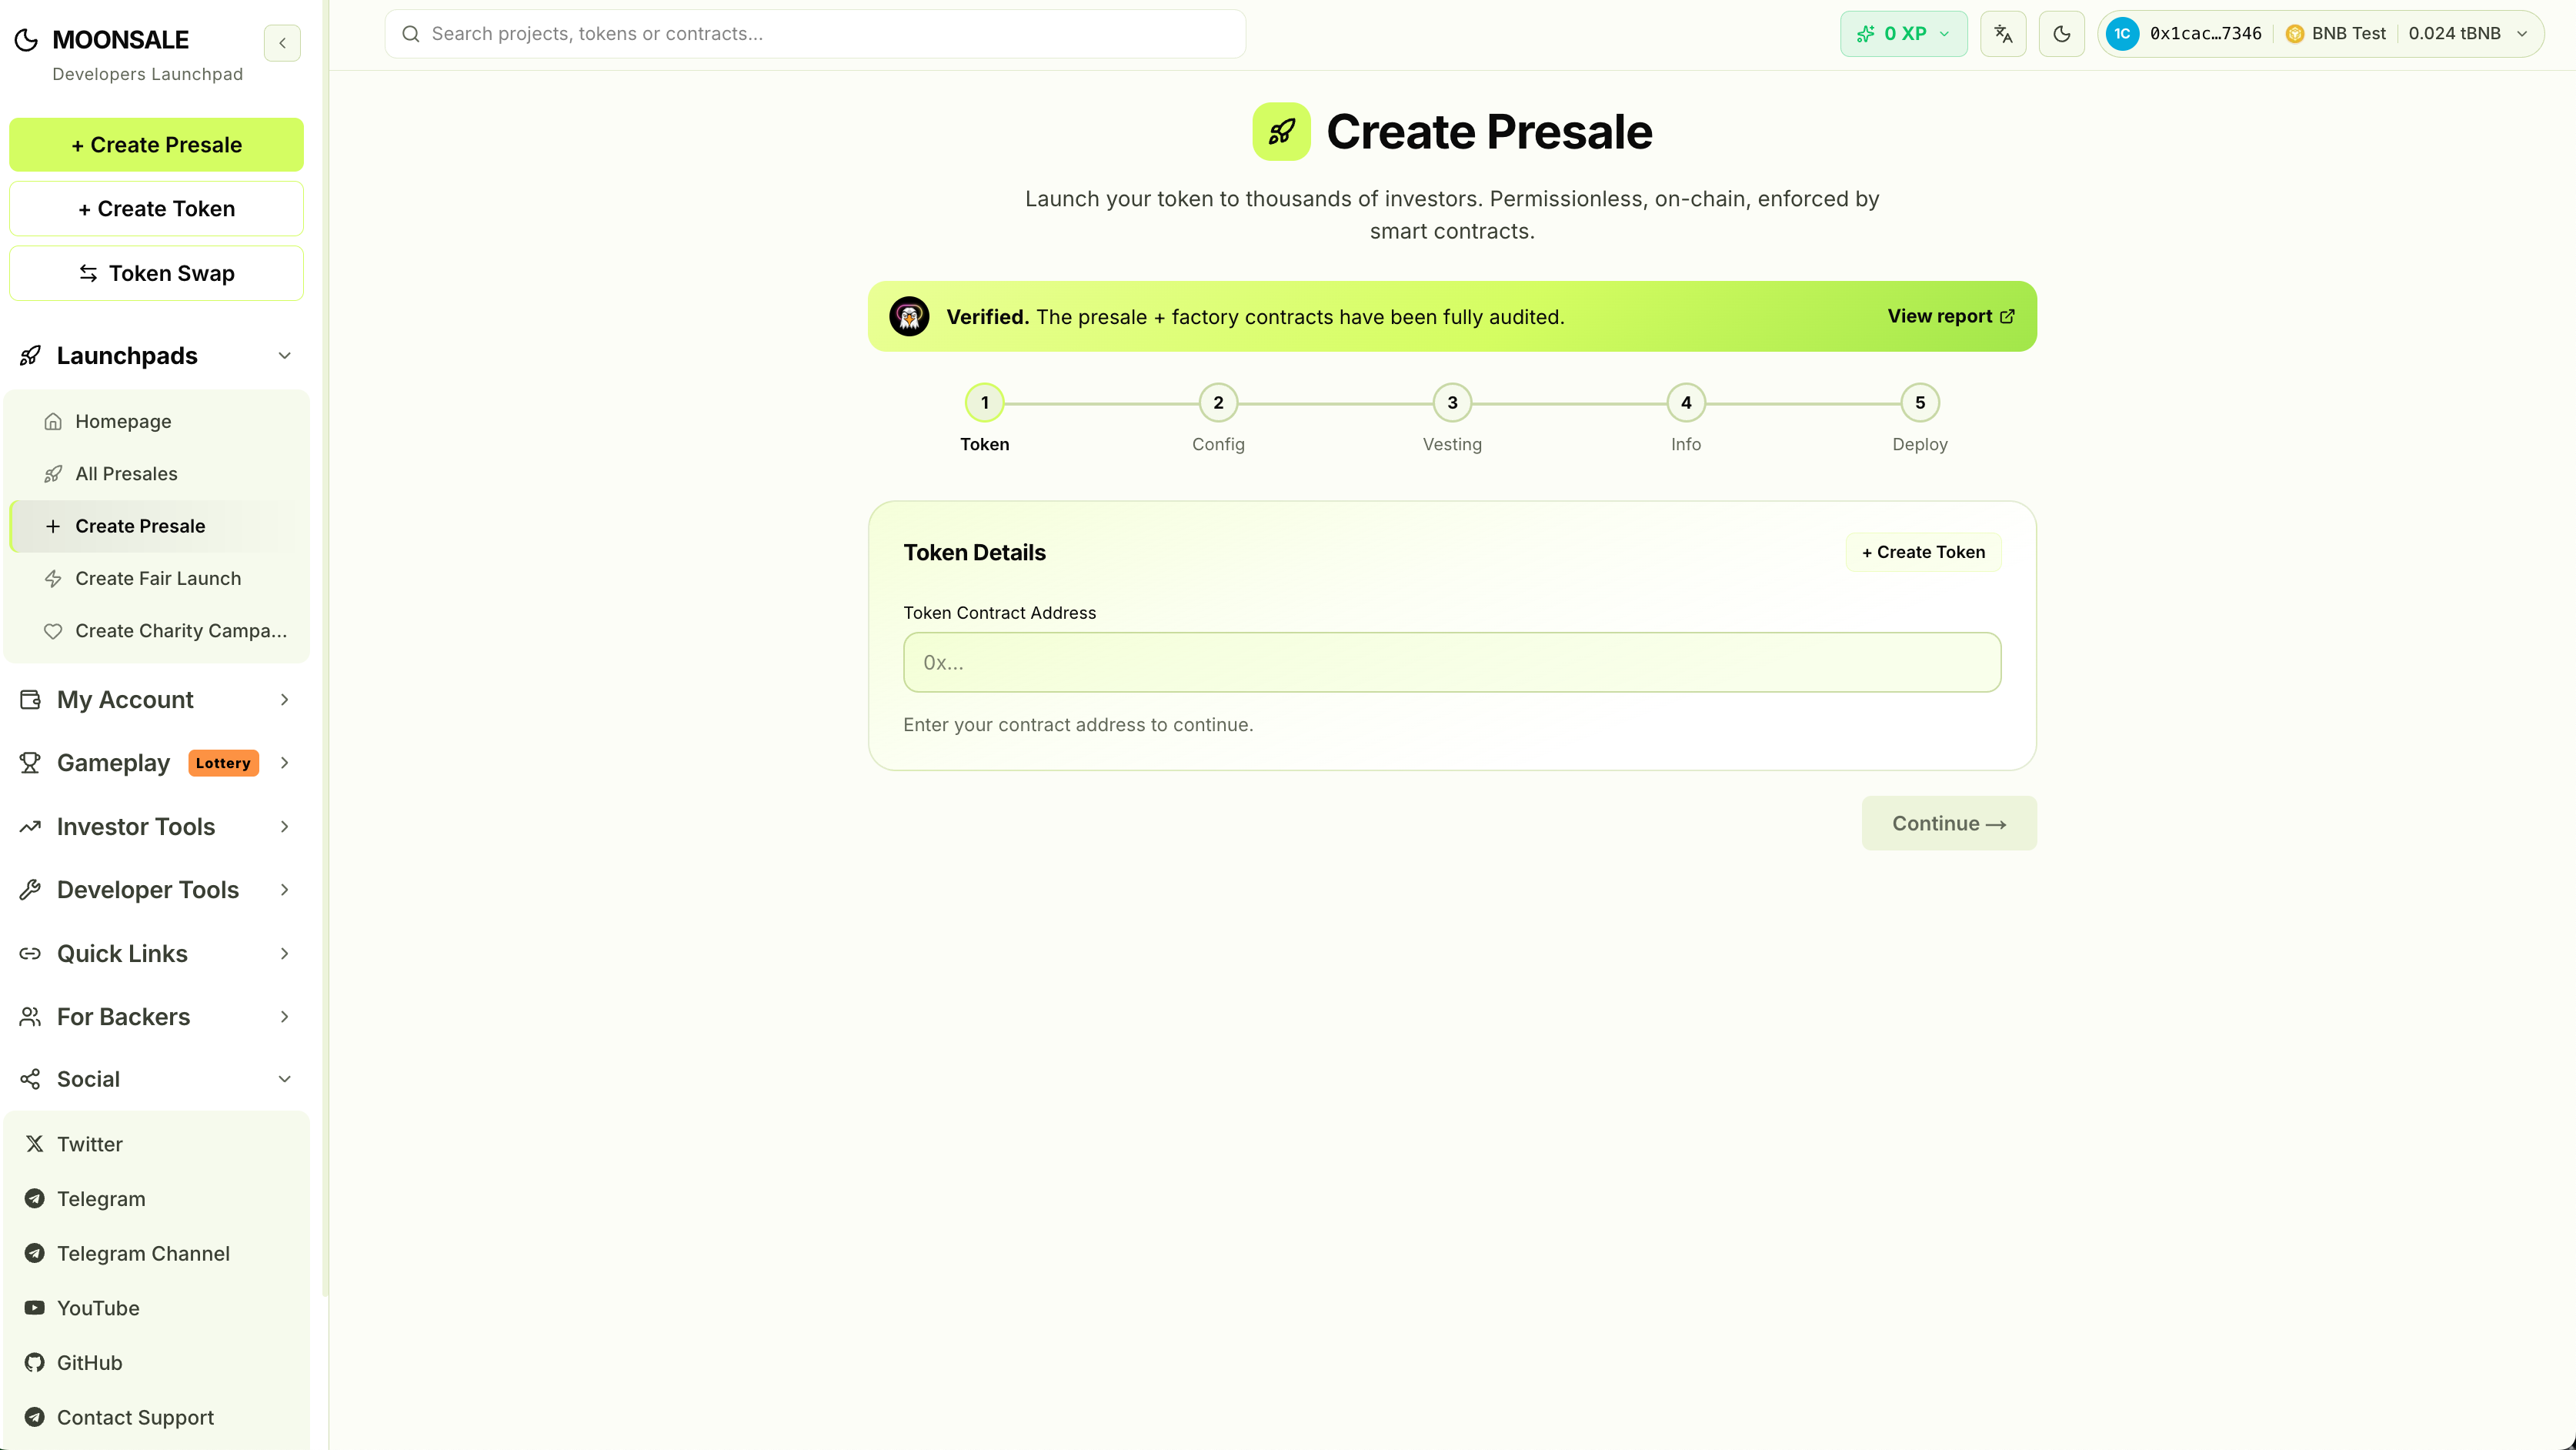 MOONSALE
Developers Launchpad
+ Create Presale
+ Create Token
Token Swap
Launchpads
Homepage
All Presales
Create Presale
Create Fair Launch
Create Charity Campa...
My Account
Gameplay Lottery
Investor Tools
Developer Tools
Quick Links
For Backers
Social
Twitter
Telegram
Telegram Channel
YouTube
GitHub
Contact Support
Search projects, tokens or contracts...
0 XP
1C 0x1cac…7346 BNB Test 0.024 tBNB
Create Presale
Launch your token to thousands of investors. Permissionless, on-chain, enforced by
smart contracts.
Verified. The presale + factory contracts have been fully audited. View report
1 2 3 4 5
Token Config Vesting Info Deploy
Token Details + Create Token
Token Contract Address
0x...
Enter your contract address to continue.
Continue →